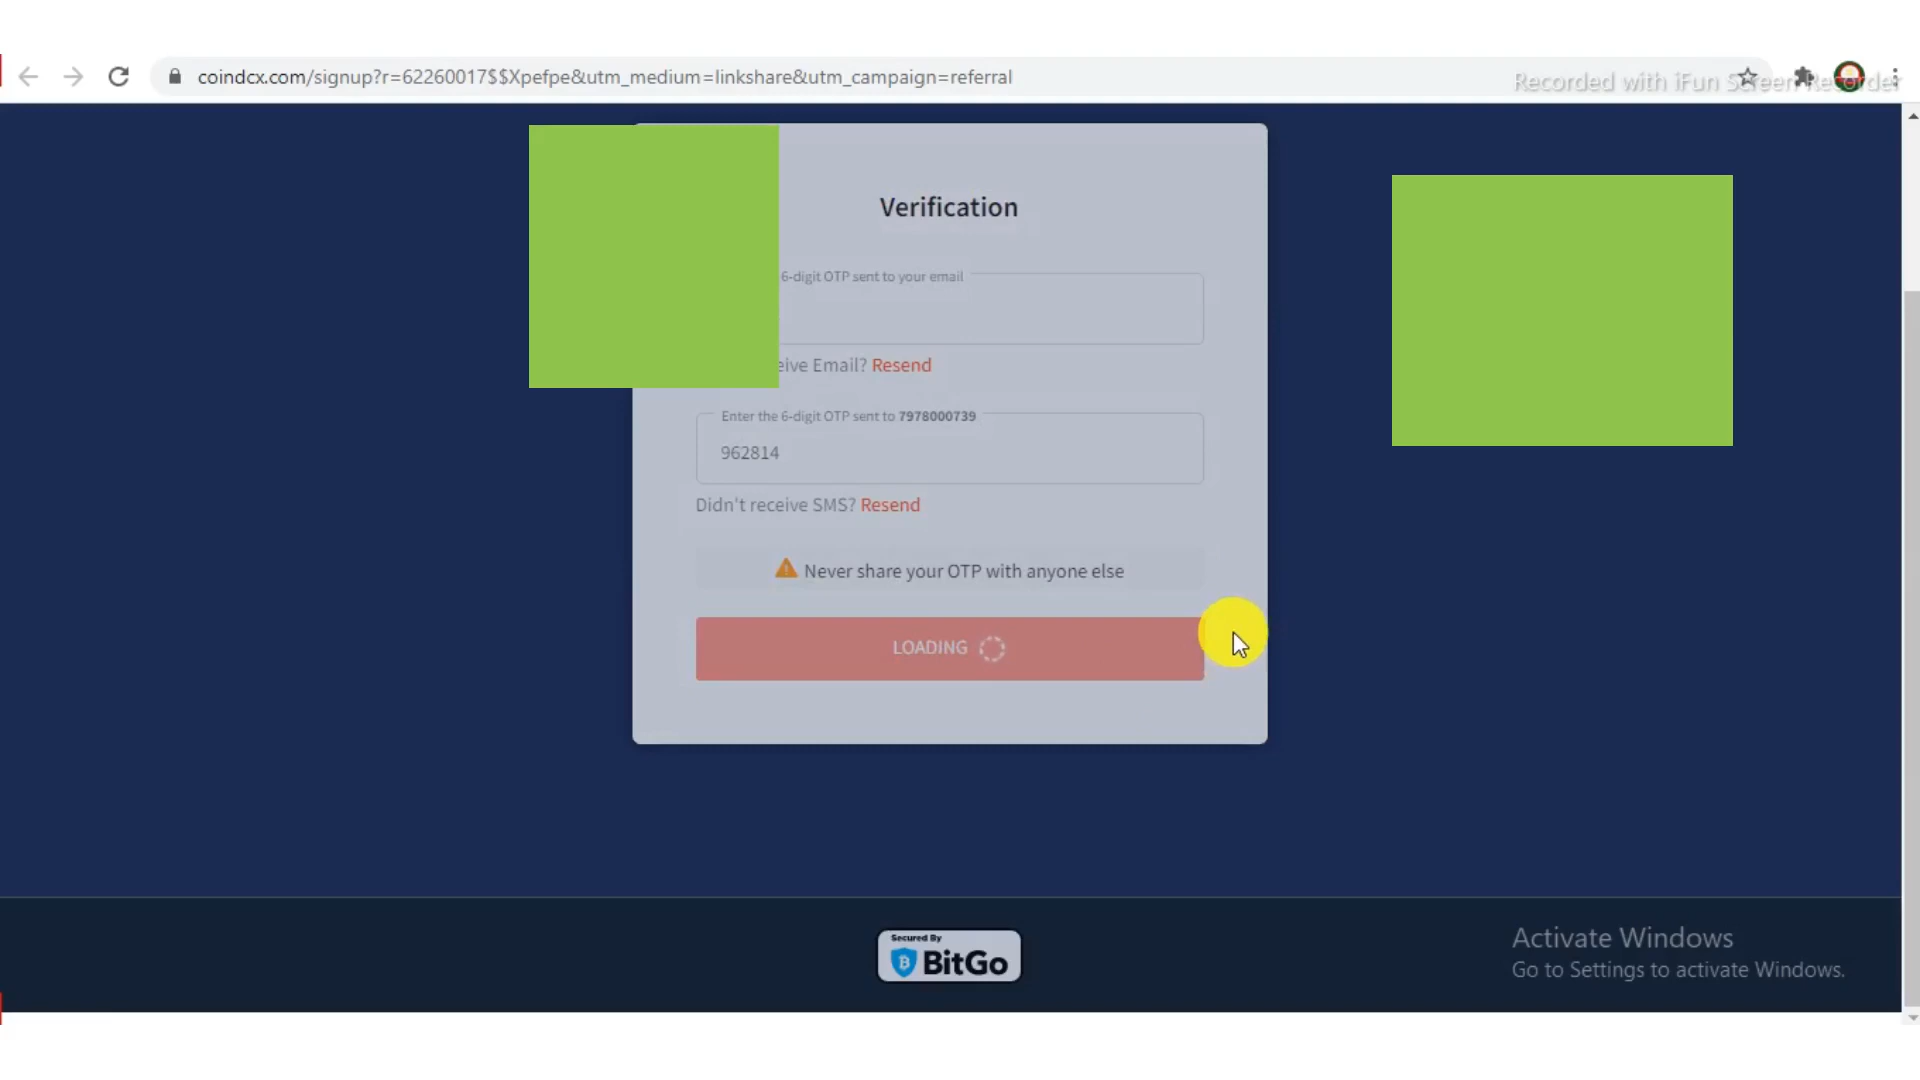 coindcx.com/signup?r=62260017$$Xpefpe&utm_medium=linkshare&utm_campaign=referral
Recorded with iFun Screen Recorder
Verification
6-digit OTP sent to your email
eive Email? Resend
Enter the 6-digit OTP sent to 7978000739
962814
Didn't receive SMS? Resend
Never share your OTP with anyone else
LOADING
Secured By
BitGo
Activate Windows
Go to Settings to activate Windows.